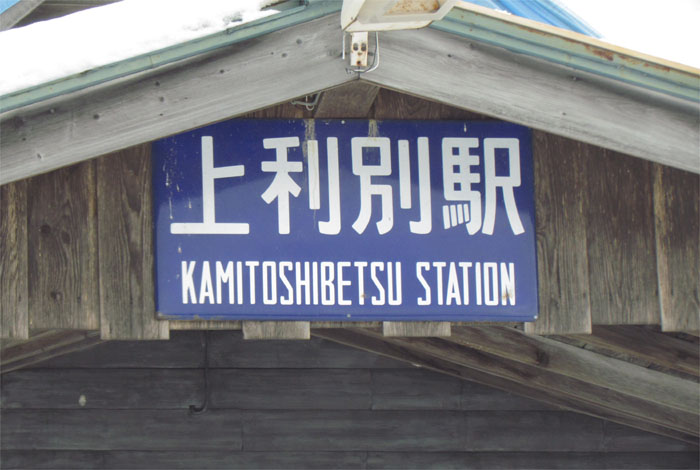 上利別駅
KAMITOSHIBETSU STATION